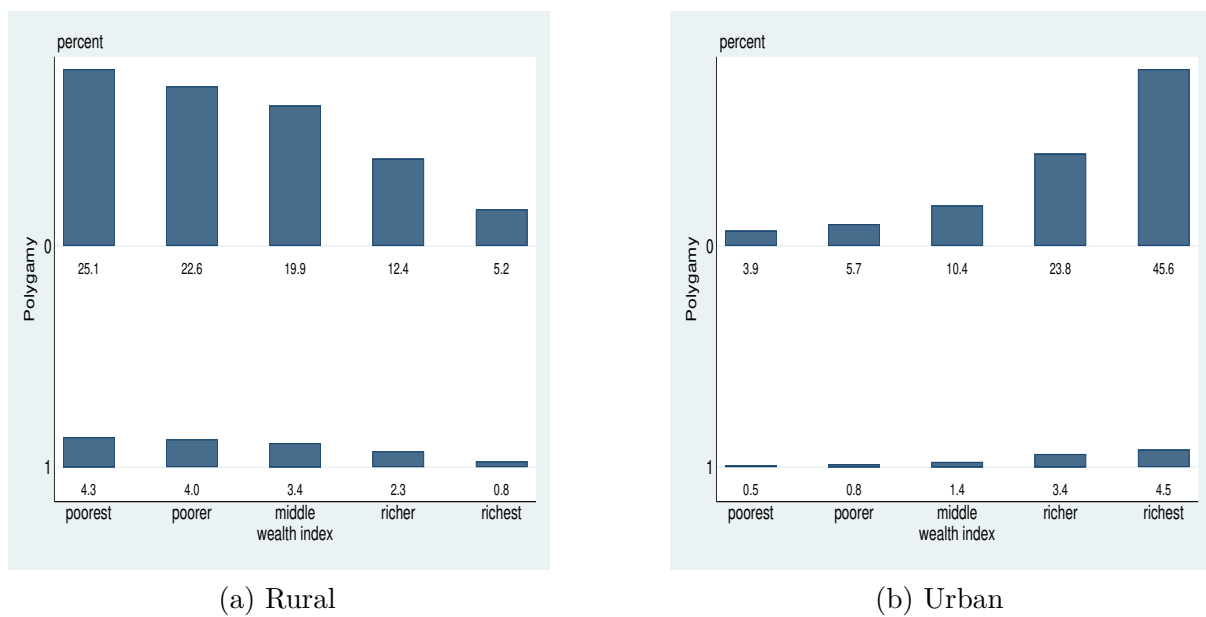 percent
Polygamy
0
25.1 22.6 19.9 12.4 5.2
1
4.3 4.0 3.4 2.3 0.8
poorest poorer middle richer richest
wealth index
(a) Rural
percent
Polygamy
0
3.9 5.7 10.4 23.8 45.6
1
0.5 0.8 1.4 3.4 4.5
poorest poorer middle richer richest
wealth index
(b) Urban